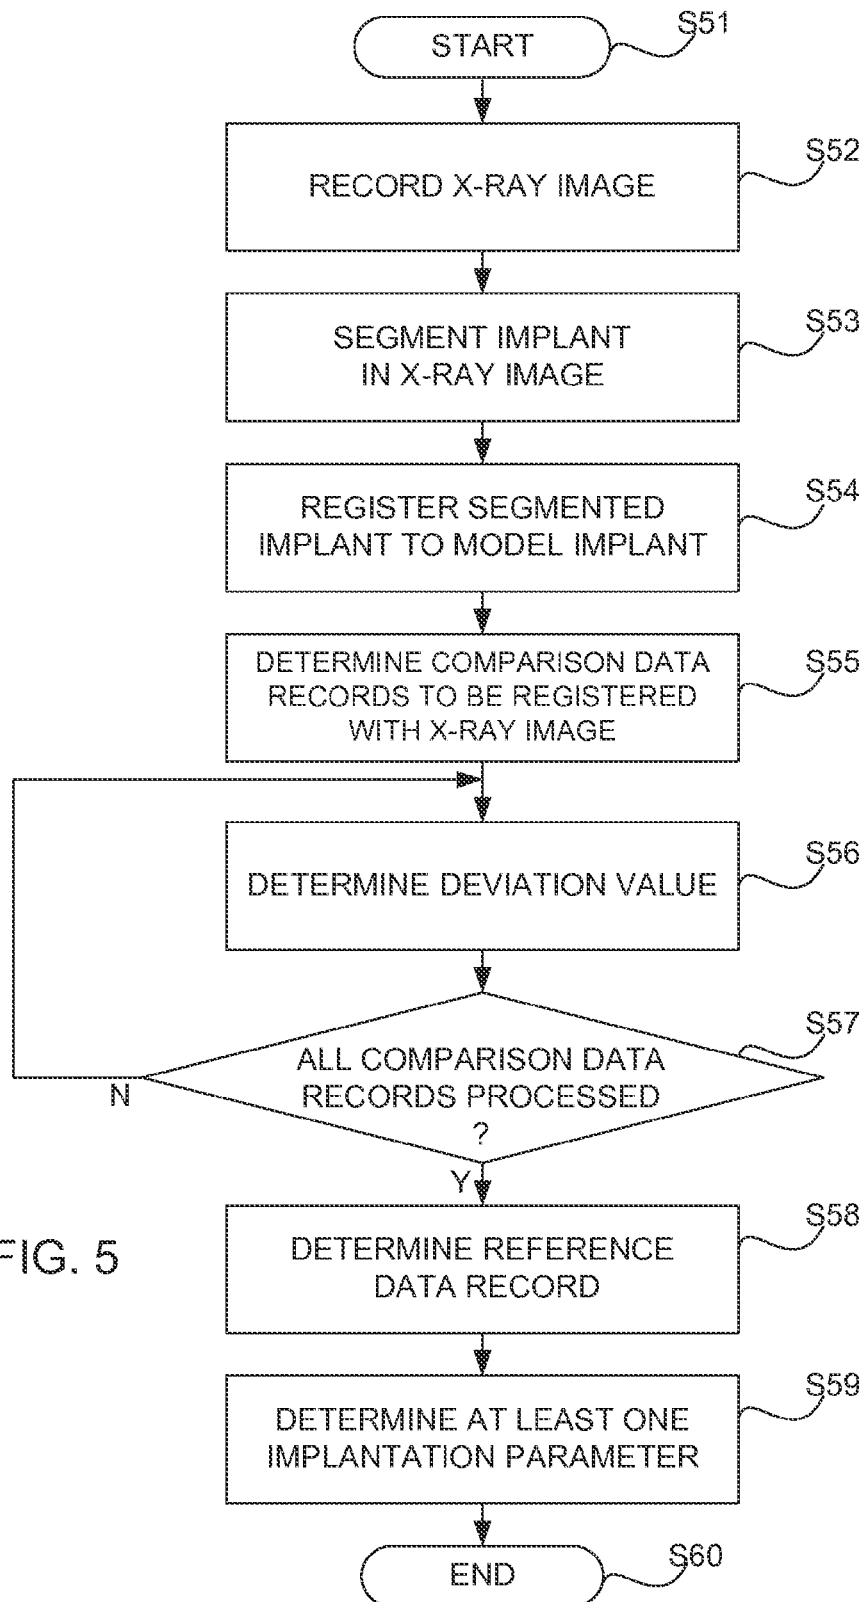 START
S51
RECORD X-RAY IMAGE
S52
SEGMENT IMPLANT
IN X-RAY IMAGE
S53
REGISTER SEGMENTED
IMPLANT TO MODEL IMPLANT
S54
DETERMINE COMPARISON DATA
RECORDS TO BE REGISTERED
WITH X-RAY IMAGE
S55
DETERMINE DEVIATION VALUE
S56
ALL COMPARISON DATA
RECORDS PROCESSED
?
S57
N
Y
DETERMINE REFERENCE
DATA RECORD
S58
FIG. 5
DETERMINE AT LEAST ONE
IMPLANTATION PARAMETER
S59
END
S60